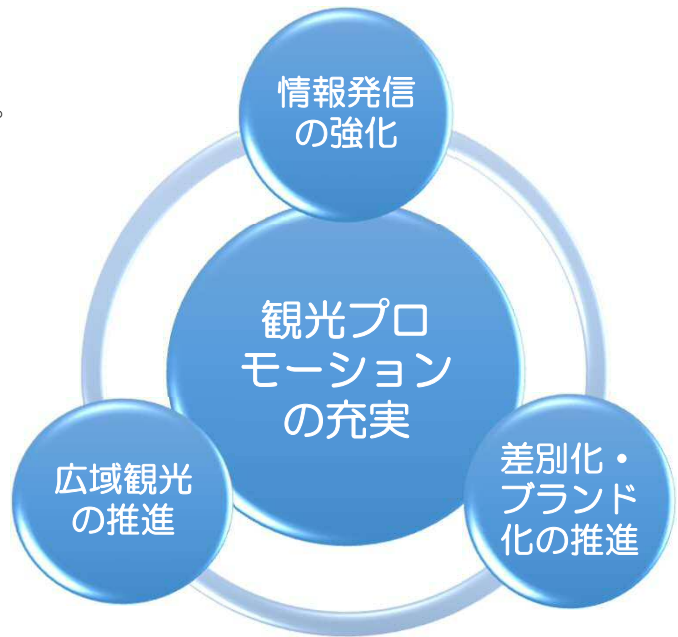 情報発信
の強化
。
観光プロ
モーション
の充実
広域観光
の推進
差別化・
ブランド
化の推進